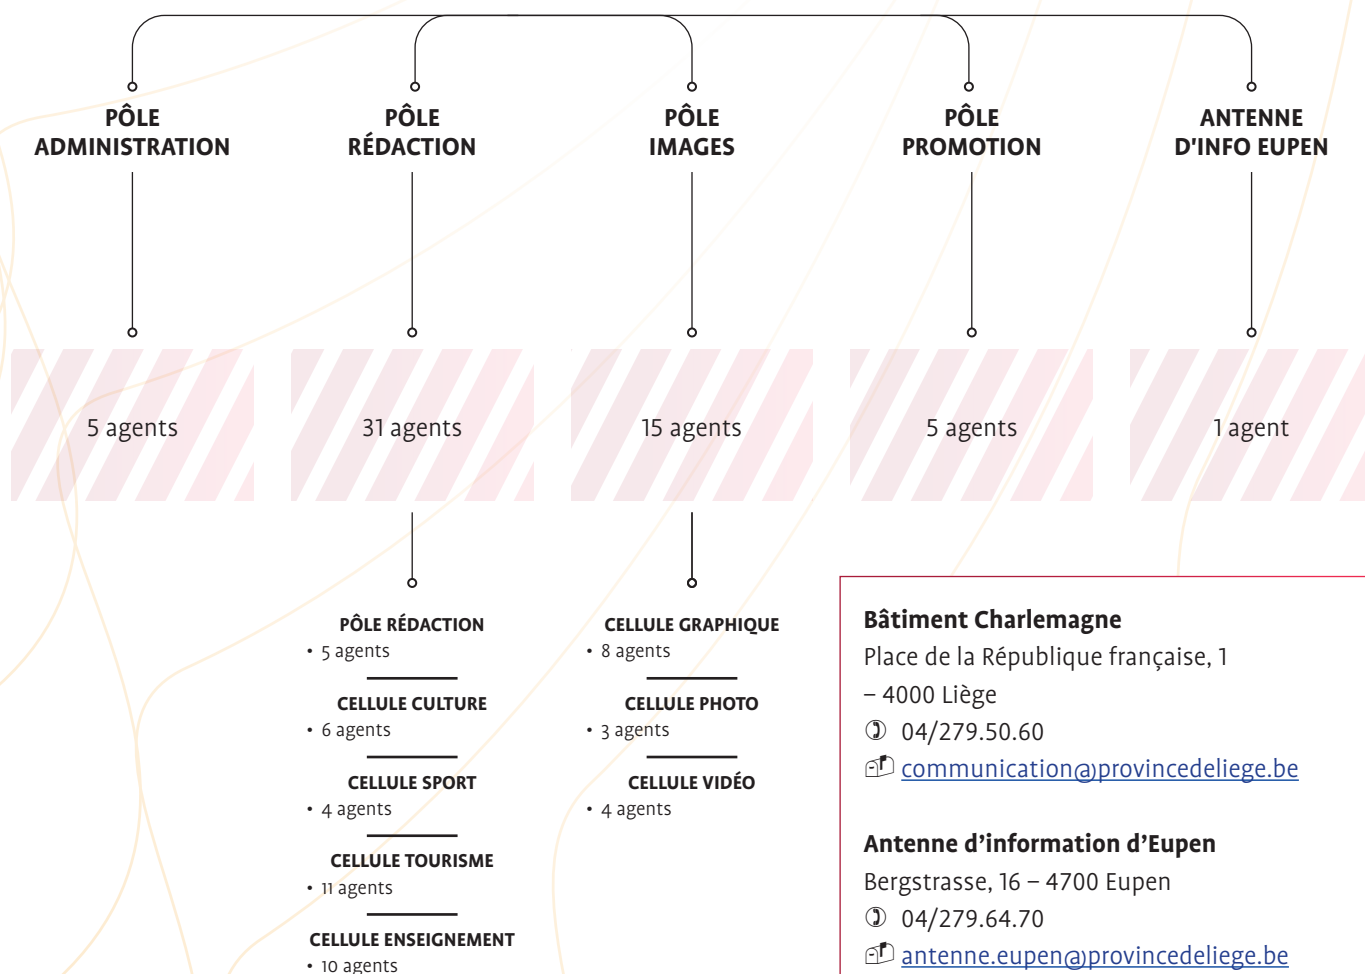 PÔLE
ADMINISTRATION
PÔLE
RÉDACTION
PÔLE
IMAGES
PÔLE
PROMOTION
ANTENNE
D'INFO EUPEN
5 agents
31 agents
15 agents
5 agents
1 agent
PÔLE RÉDACTION
• 5 agents
CELLULE CULTURE
• 6 agents
CELLULE SPORT
• 4 agents
CELLULE TOURISME
• 11 agents
CELLULE ENSEIGNEMENT
• 10 agents
CELLULE GRAPHIQUE
• 8 agents
CELLULE PHOTO
• 3 agents
CELLULE VIDÉO
• 4 agents
Bâtiment Charlemagne
Place de la République française, 1
– 4000 Liège
04/279.50.60
communication@provincedeliege.be
Antenne d’information d’Eupen
Bergstrasse, 16 – 4700 Eupen
04/279.64.70
antenne.eupen@provincedeliege.be